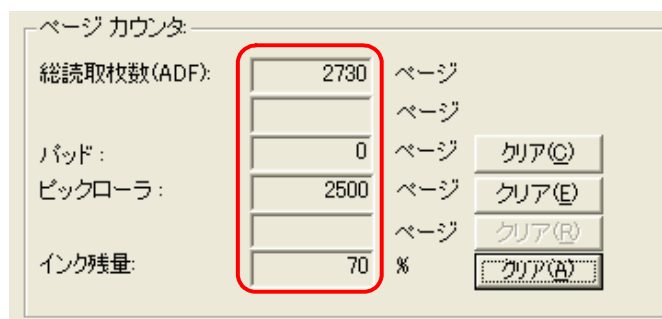 ページ カウンタ:
総読取枚数(ADF): 2730 ページ
ページ
パッド: 0 ページ クリア(C)
ピックローラ: 2500 ページ クリア(E)
ページ クリア(R)
インク残量: 70 % クリア(A)